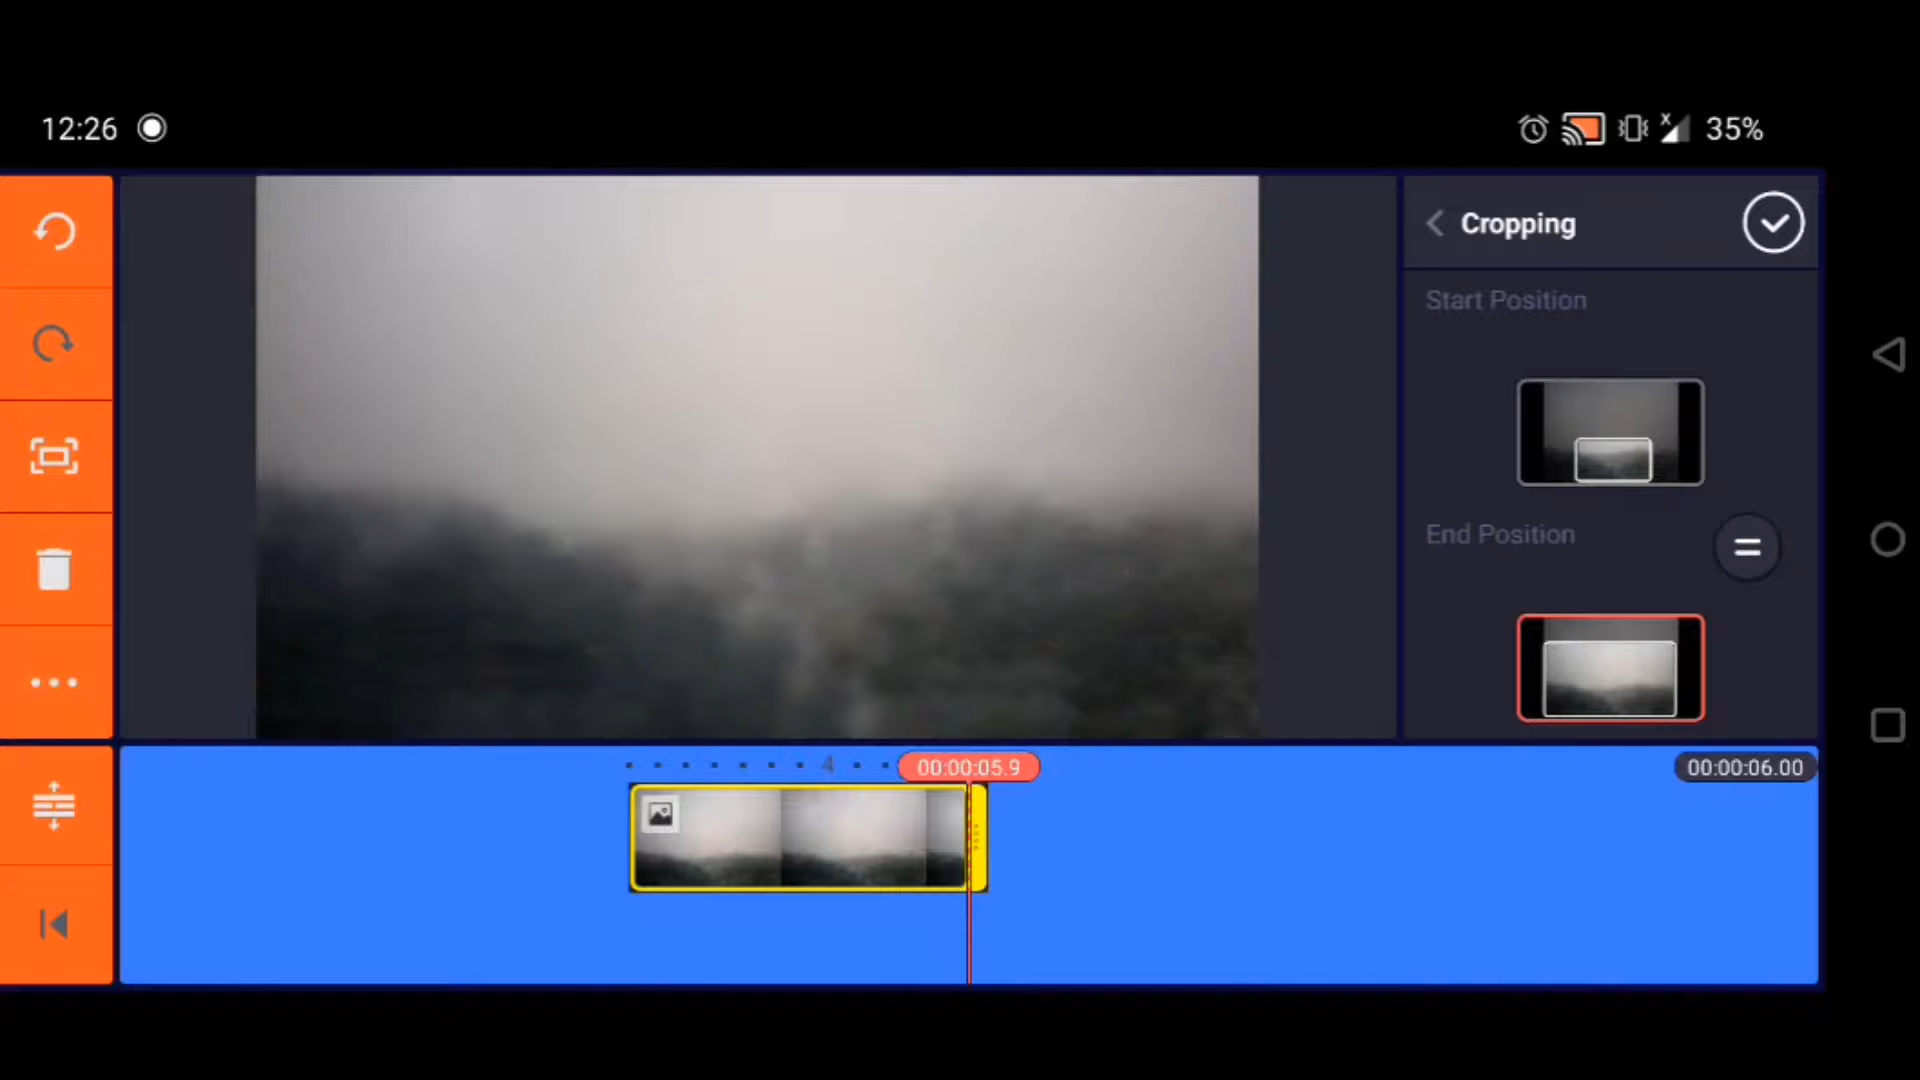 12:26
35%
Cropping
Start Position
End Position
4
00:00:05.9
00:00:06.00